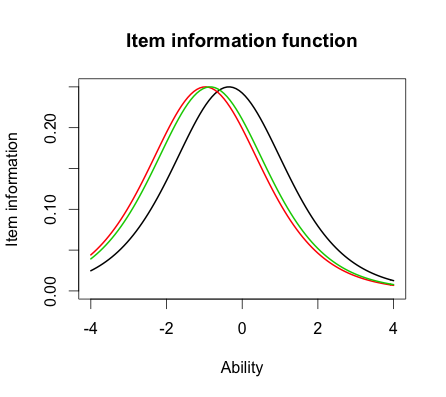 Item information function
Item information
0.20
0.10
0.00
-4 -2 0 2 4
Ability